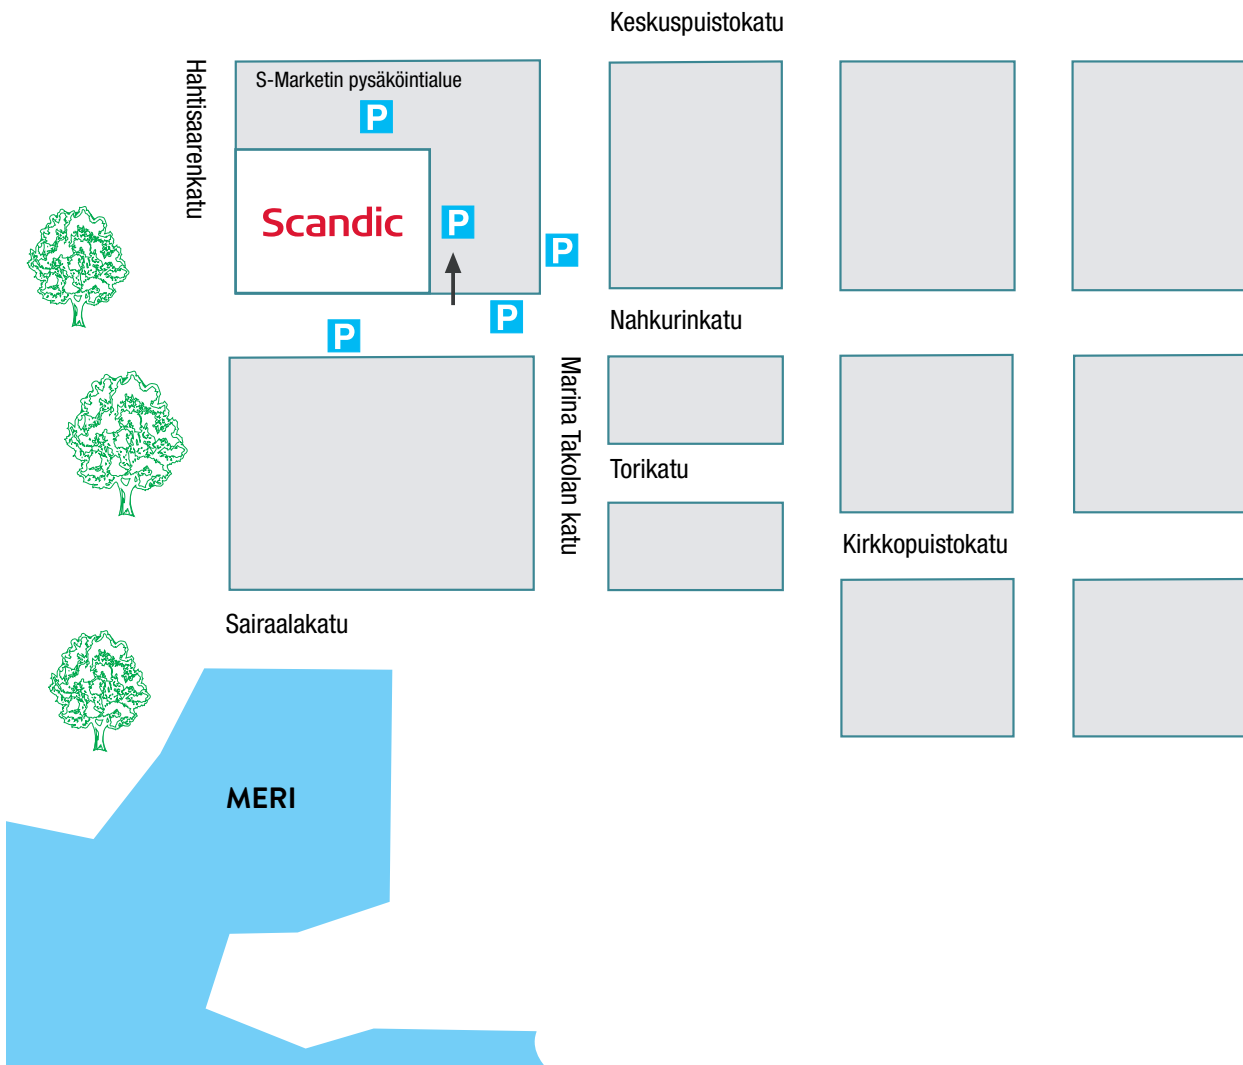 Keskuspuistokatu
Hahtisaarenkatu
S-Marketin pysäköintialue
P
Scandic
P
P
P
P
Nahkurinkatu
Marina Takolan katu
Torikatu
Kirkkopuistokatu
Sairaalakatu
MERI